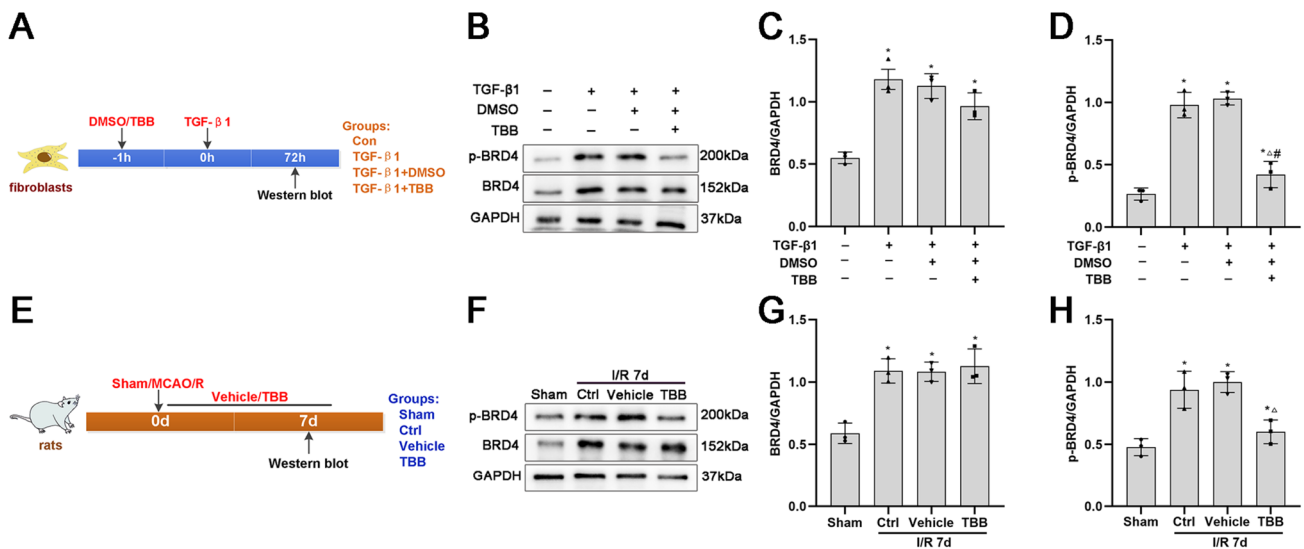 A
DMSO/TBB
TGF-β1
-1h
0h
72h
fibroblasts
Western blot
Groups:
Con
TGF-β1
TGF-β1+DMSO
TGF-β1+TBB
B
TGF-β1 – + + +
DMSO – – + +
TBB – – – +
p-BRD4 200kDa
BRD4 152kDa
GAPDH 37kDa
C
BRD4/GAPDH
1.5
1.0
0.5
0.0
* * *
TGF-β1 – + + +
DMSO – – + +
TBB – – – +
D
p-BRD4/GAPDH
1.5
1.0
0.5
0.0
* * *△#
TGF-β1 – + + +
DMSO – – + +
TBB – – – +
E
Sham/MCAO/R
Vehicle/TBB
0d
7d
rats
Western blot
Groups:
Sham
Ctrl
Vehicle
TBB
F
I/R 7d
Sham Ctrl Vehicle TBB
p-BRD4 200kDa
BRD4 152kDa
GAPDH 37kDa
G
BRD4/GAPDH
1.5
1.0
0.5
0.0
* * *
Sham Ctrl Vehicle TBB
I/R 7d
H
p-BRD4/GAPDH
1.5
1.0
0.5
0.0
* * *△
Sham Ctrl Vehicle TBB
I/R 7d